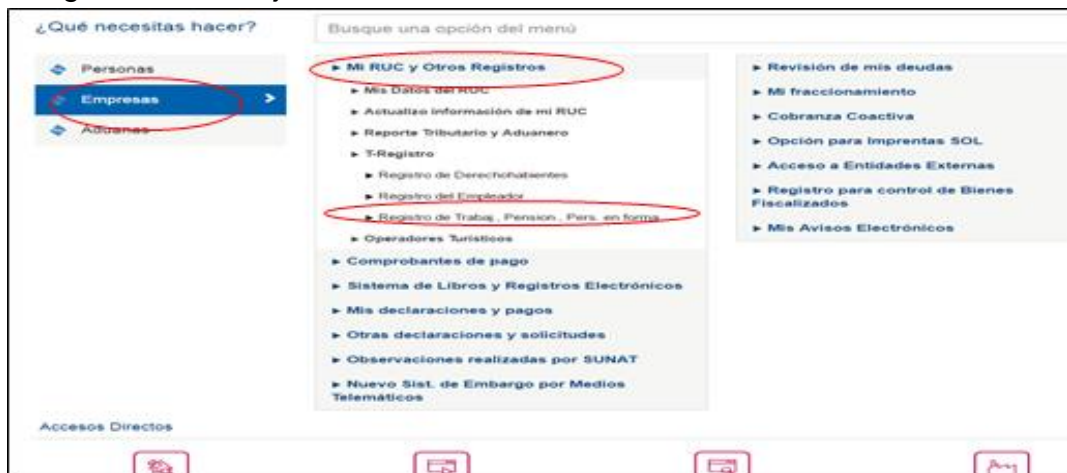 ¿Qué necesitas hacer?
Busque una opción del menú
Personas
Empresas
Aduanas
Mi RUC y Otros Registros
Mis Datos del RUC
Actualizo información de mi RUC
Reporte Tributario y Aduanero
T-Registro
Registro de Derechohabientes
Registro del Empleador
Registro de Trabaj., Pension., Pers. en forma
Operadores Turísticos
Comprobantes de pago
Sistema de Libros y Registros Electrónicos
Mis declaraciones y pagos
Otras declaraciones y solicitudes
Observaciones realizadas por SUNAT
Nuevo Sist. de Embargo por Medios
Telemáticos
Revisión de mis deudas
Mi fraccionamiento
Cobranza Coactiva
Opción para Imprentas SOL
Acceso a Entidades Externas
Registro para control de Bienes
Fiscalizados
Mis Avisos Electrónicos
Accesos Directos